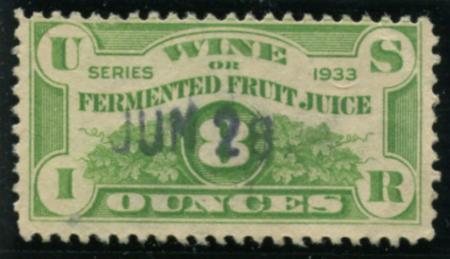 U WINE S
OR
SERIES 1933
FERMENTED FRUIT JUICE
JUN 28
8
I OUNCES R